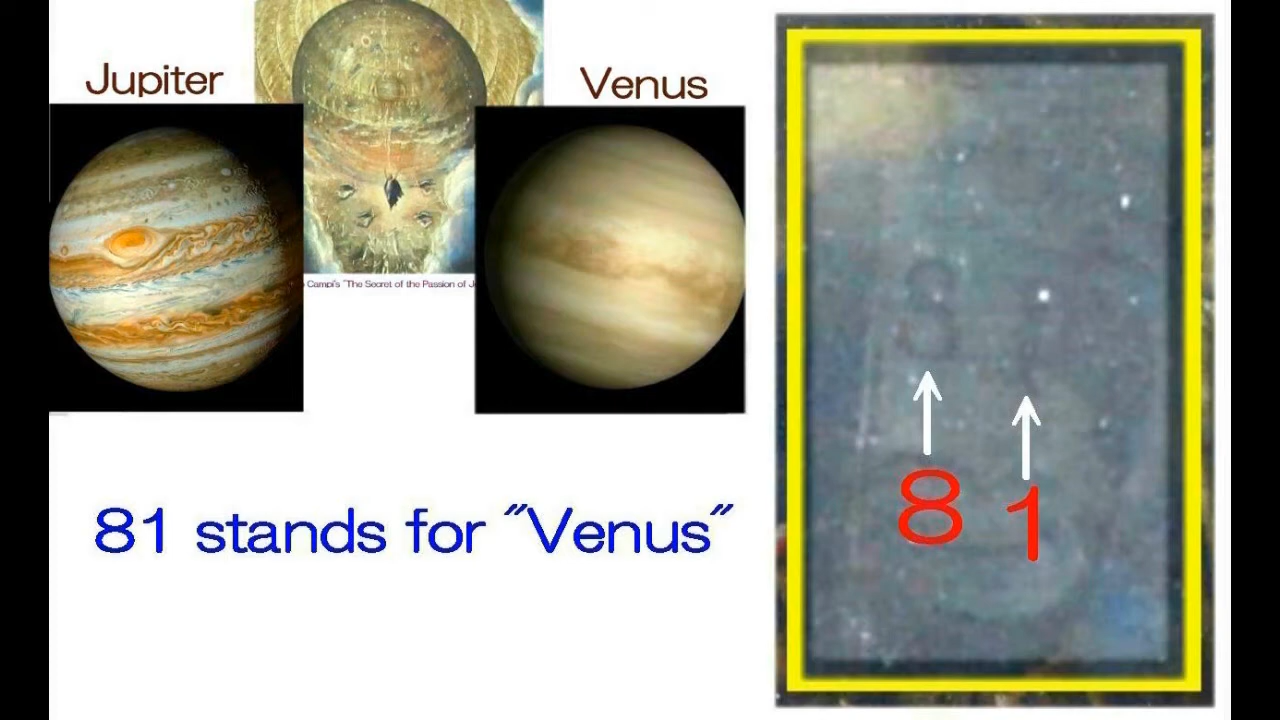 Jupiter
Venus
Campi's "The Secret of the Passion of
81 stands for "Venus"
8 1